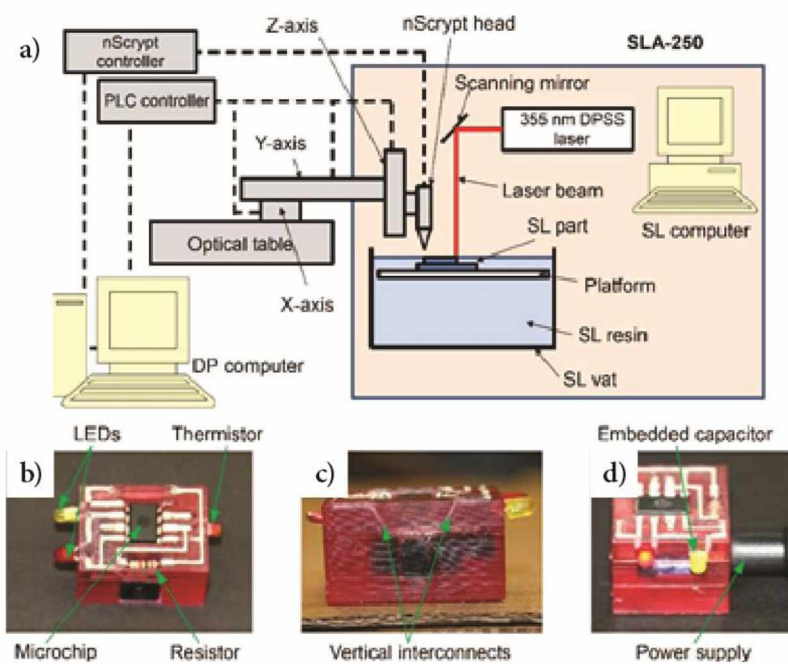 a)
nScrypt
controller
PLC controller
Z-axis
nScrypt head
SLA-250
Scanning mirror
355 nm DPSS
laser
Y-axis
Laser beam
SL part
SL computer
Optical table
Platform
X-axis
SL resin
DP computer
SL vat
LEDs
Thermistor
Embedded capacitor
b)
c)
d)
Microchip
Resistor
Vertical interconnects
Power supply